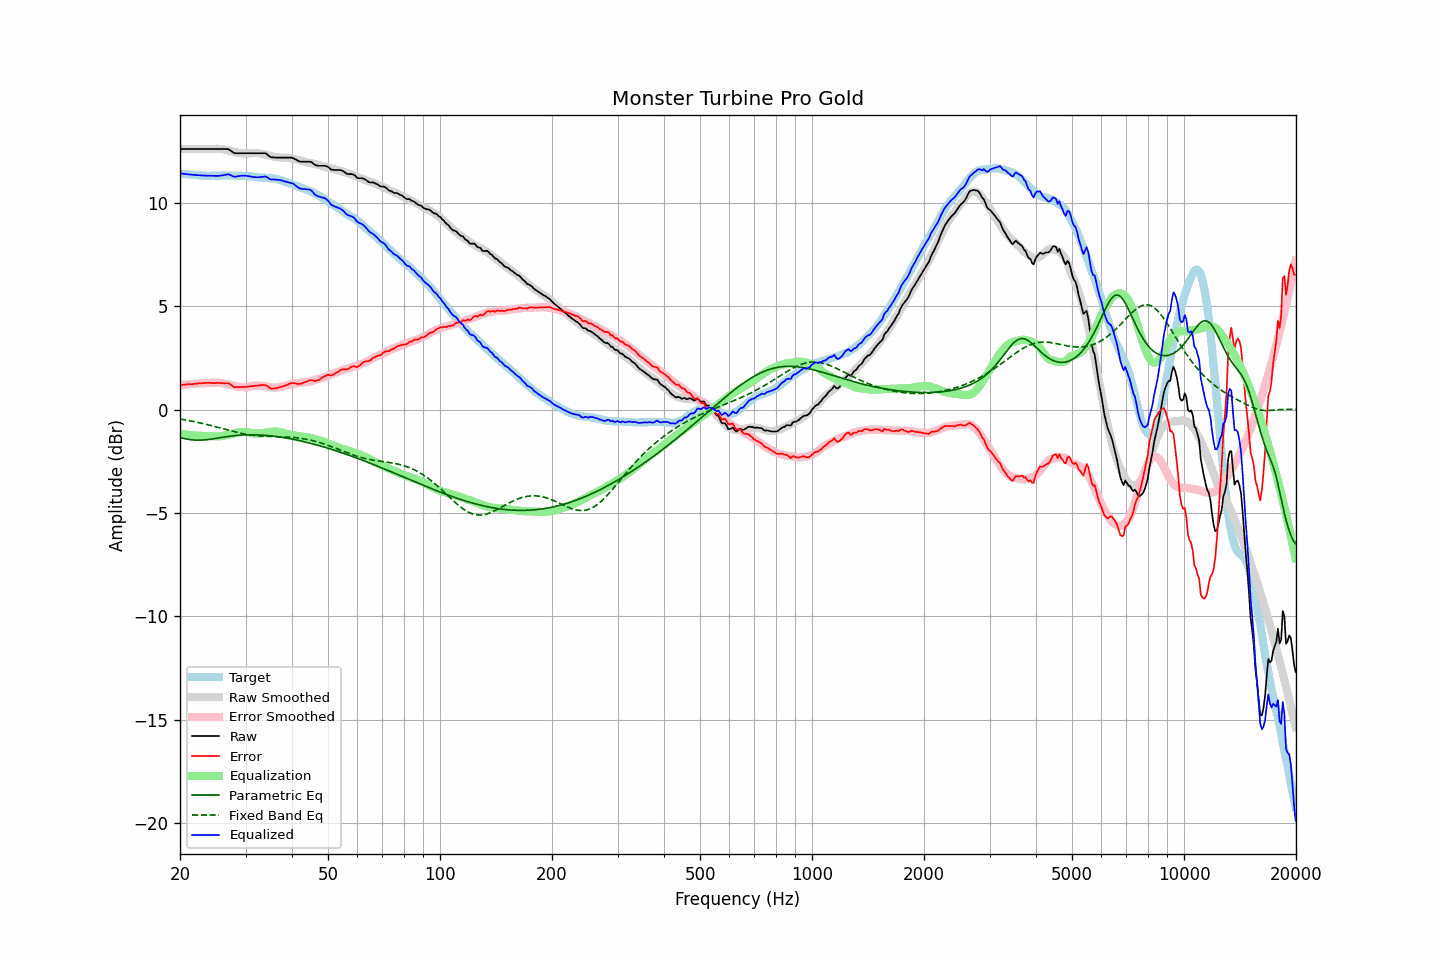 Monster Turbine Pro Gold
Amplitude (dBr)
10
5
0
−5
−10
−15
−20
Target
Raw Smoothed
Error Smoothed
Raw
Error
Equalization
Parametric Eq
Fixed Band Eq
Equalized
20
50
100
200
500
1000
2000
5000
10000
20000
Frequency (Hz)